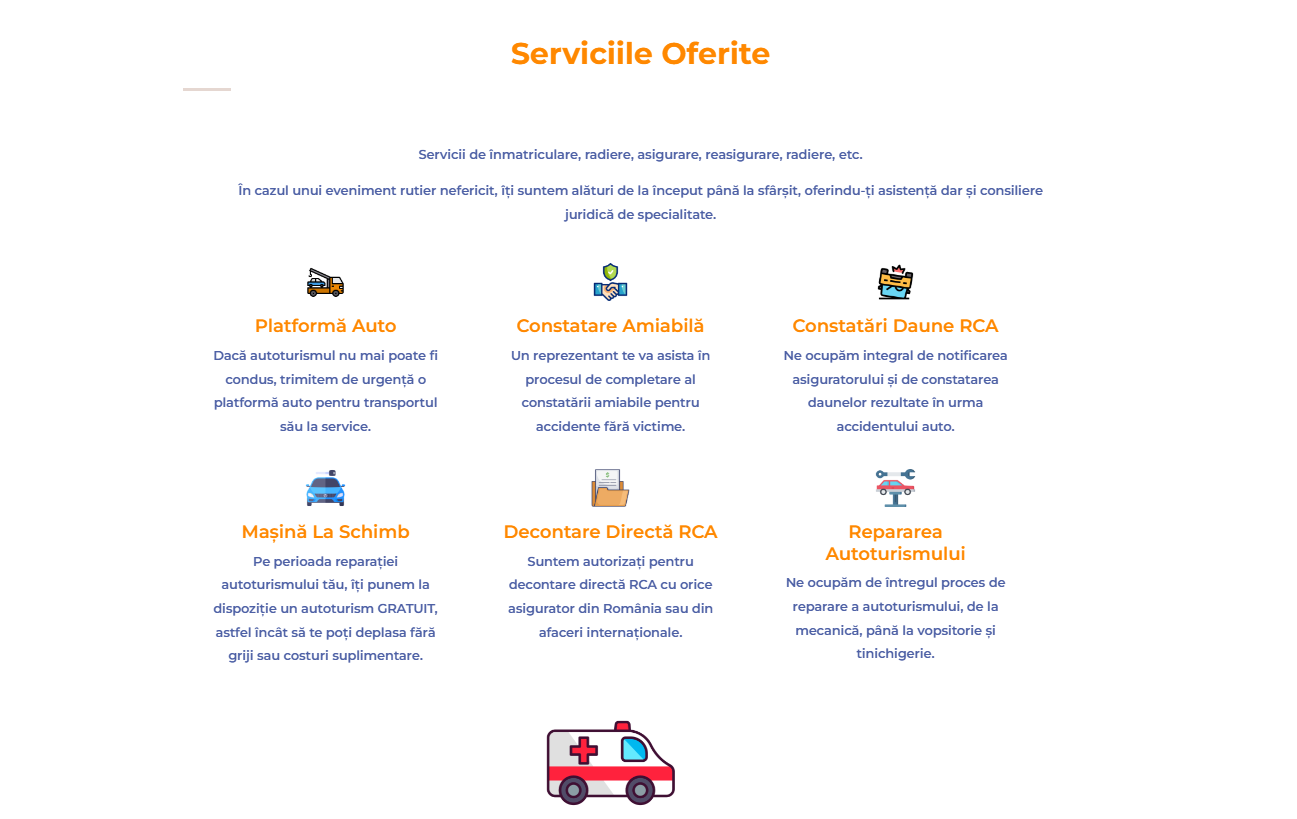 Serviciile Oferite
Servicii de înmatriculare, radiere, asigurare, reasigurare, radiere, etc.
În cazul unui eveniment rutier nefericit, îți suntem alături de la început până la sfârșit, oferindu-ți asistență dar și consiliere
juridică de specialitate.
Platformă Auto
Dacă autoturismul nu mai poate fi
condus, trimitem de urgență o
platformă auto pentru transportul
său la service.
Constatare Amiabilă
Un reprezentant te va asista în
procesul de completare al
constatării amiabile pentru
accidente fără victime.
Constatări Daune RCA
Ne ocupăm integral de notificarea
asiguratorului și de constatarea
daunelor rezultate în urma
accidentului auto.
Mașină La Schimb
Pe perioada reparației
autoturismului tău, îți punem la
dispoziție un autoturism GRATUIT,
astfel încât să te poți deplasa fără
griji sau costuri suplimentare.
Decontare Directă RCA
Suntem autorizați pentru
decontare directă RCA cu orice
asigurator din România sau din
afaceri internaționale.
Repararea
Autoturismului
Ne ocupăm de întregul proces de
reparare a autoturismului, de la
mecanică, până la vopsitorie și
tinichigerie.